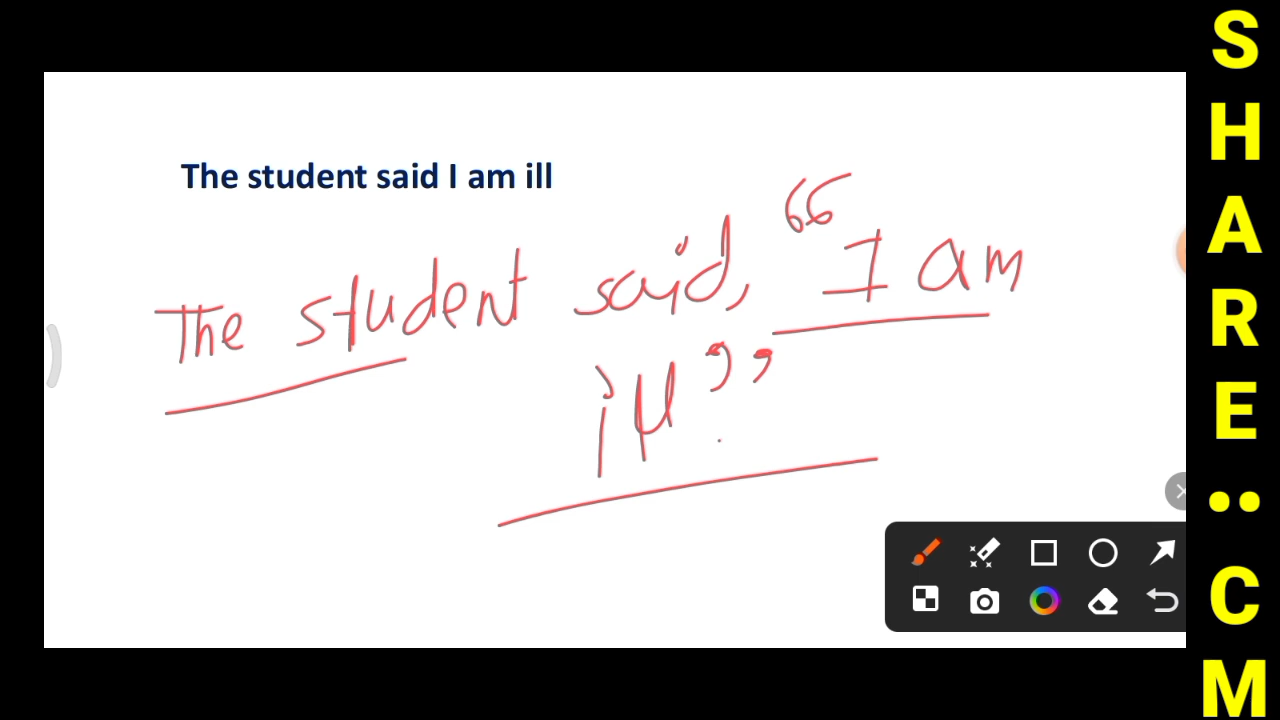 The student said I am ill
The student said, “I am
ill”.
SHARE..CM